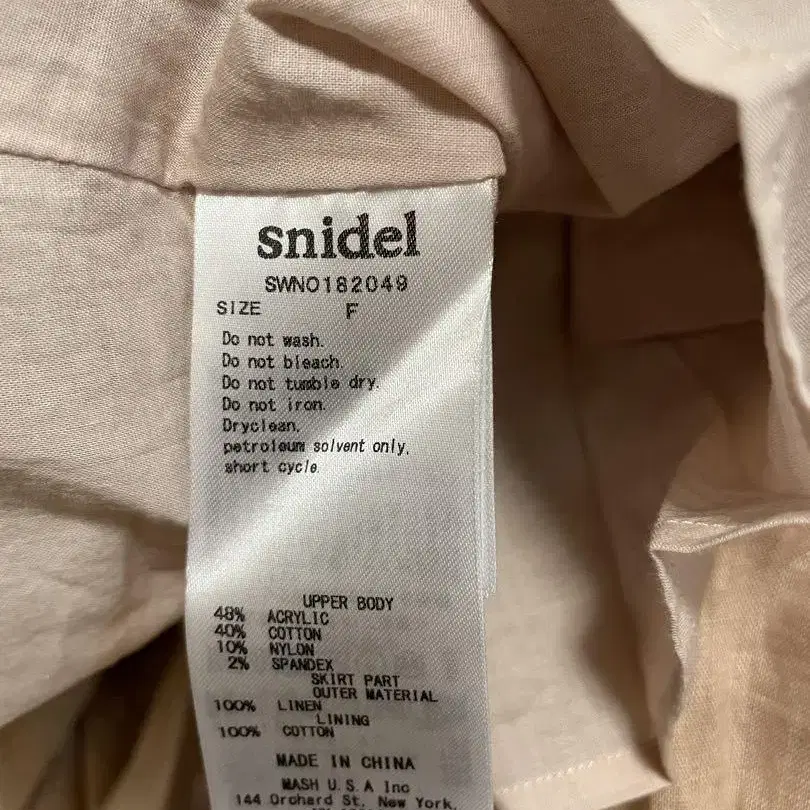 snidel
SWNO182049
SIZE F
Do not wash.
Do not bleach.
Do not tumble dry.
Do not iron.
Dryclean,
petroleum solvent only,
short cycle.
UPPER BODY
48% ACRYLIC
40% COTTON
10% NYLON
2% SPANDEX
SKIRT PART
OUTER MATERIAL
100% LINEN
LINING
100% COTTON
MADE IN CHINA
MASH U.S.A Inc
144 Orchard St, New York,